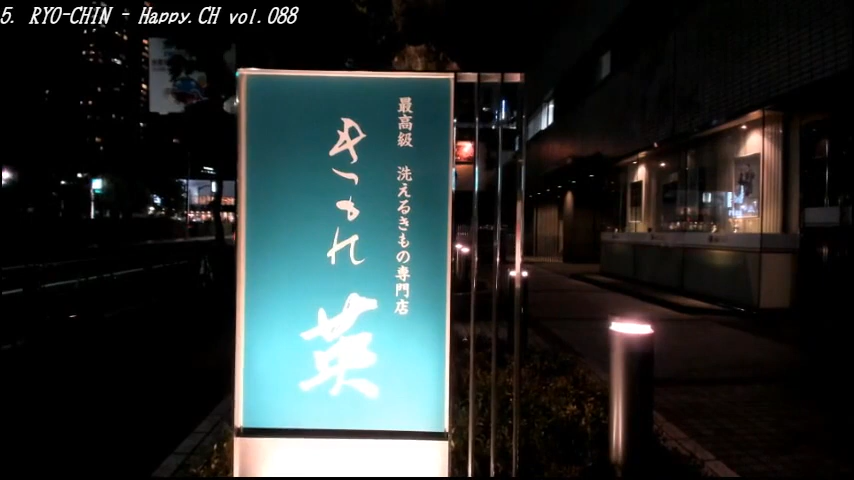 5. RYO-CHIN - Happy.CH vol.088
最高級 洗えるきもの専門店
きもの 英